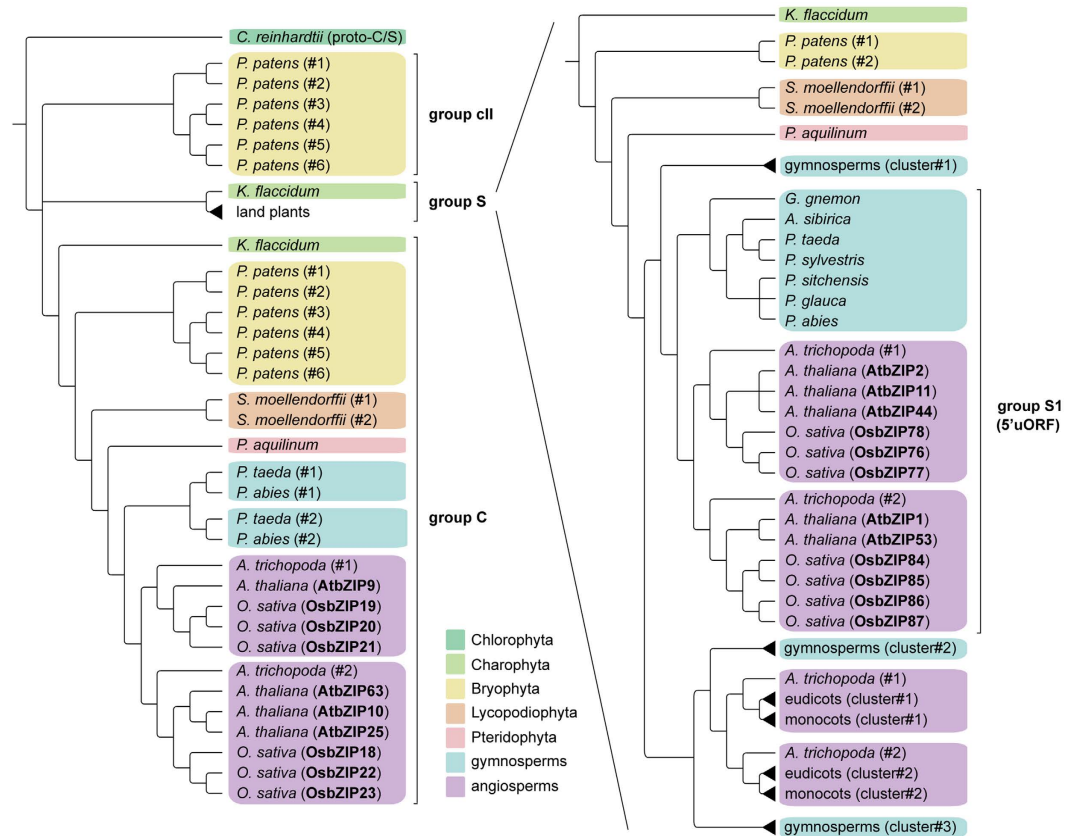 C. reinhardtii (proto-C/S)
P. patens (#1)
P. patens (#2)
P. patens (#3)
P. patens (#4)
P. patens (#5)
P. patens (#6)
group cII
K. flaccidum
land plants
group S
K. flaccidum
P. patens (#1)
P. patens (#2)
P. patens (#3)
P. patens (#4)
P. patens (#5)
P. patens (#6)
S. moellendorffii (#1)
S. moellendorffii (#2)
P. aquilinum
P. taeda (#1)
P. abies (#1)
P. taeda (#2)
P. abies (#2)
group C
A. trichopoda (#1)
A. thaliana (AtbZIP9)
O. sativa (OsbZIP19)
O. sativa (OsbZIP20)
O. sativa (OsbZIP21)
A. trichopoda (#2)
A. thaliana (AtbZIP63)
A. thaliana (AtbZIP10)
A. thaliana (AtbZIP25)
O. sativa (OsbZIP18)
O. sativa (OsbZIP22)
O. sativa (OsbZIP23)
Chlorophyta
Charophyta
Bryophyta
Lycopodiophyta
Pteridophyta
gymnosperms
angiosperms
K. flaccidum
P. patens (#1)
P. patens (#2)
S. moellendorffii (#1)
S. moellendorffii (#2)
P. aquilinum
gymnosperms (cluster#1)
G. gnemon
A. sibirica
P. taeda
P. sylvestris
P. sitchensis
P. glauca
P. abies
A. trichopoda (#1)
A. thaliana (AtbZIP2)
A. thaliana (AtbZIP11)
A. thaliana (AtbZIP44)
O. sativa (OsbZIP78)
O. sativa (OsbZIP76)
O. sativa (OsbZIP77)
group S1
(5'uORF)
A. trichopoda (#2)
A. thaliana (AtbZIP1)
A. thaliana (AtbZIP53)
O. sativa (OsbZIP84)
O. sativa (OsbZIP85)
O. sativa (OsbZIP86)
O. sativa (OsbZIP87)
gymnosperms (cluster#2)
A. trichopoda (#1)
eudicots (cluster#1)
monocots (cluster#1)
A. trichopoda (#2)
eudicots (cluster#2)
monocots (cluster#2)
gymnosperms (cluster#3)